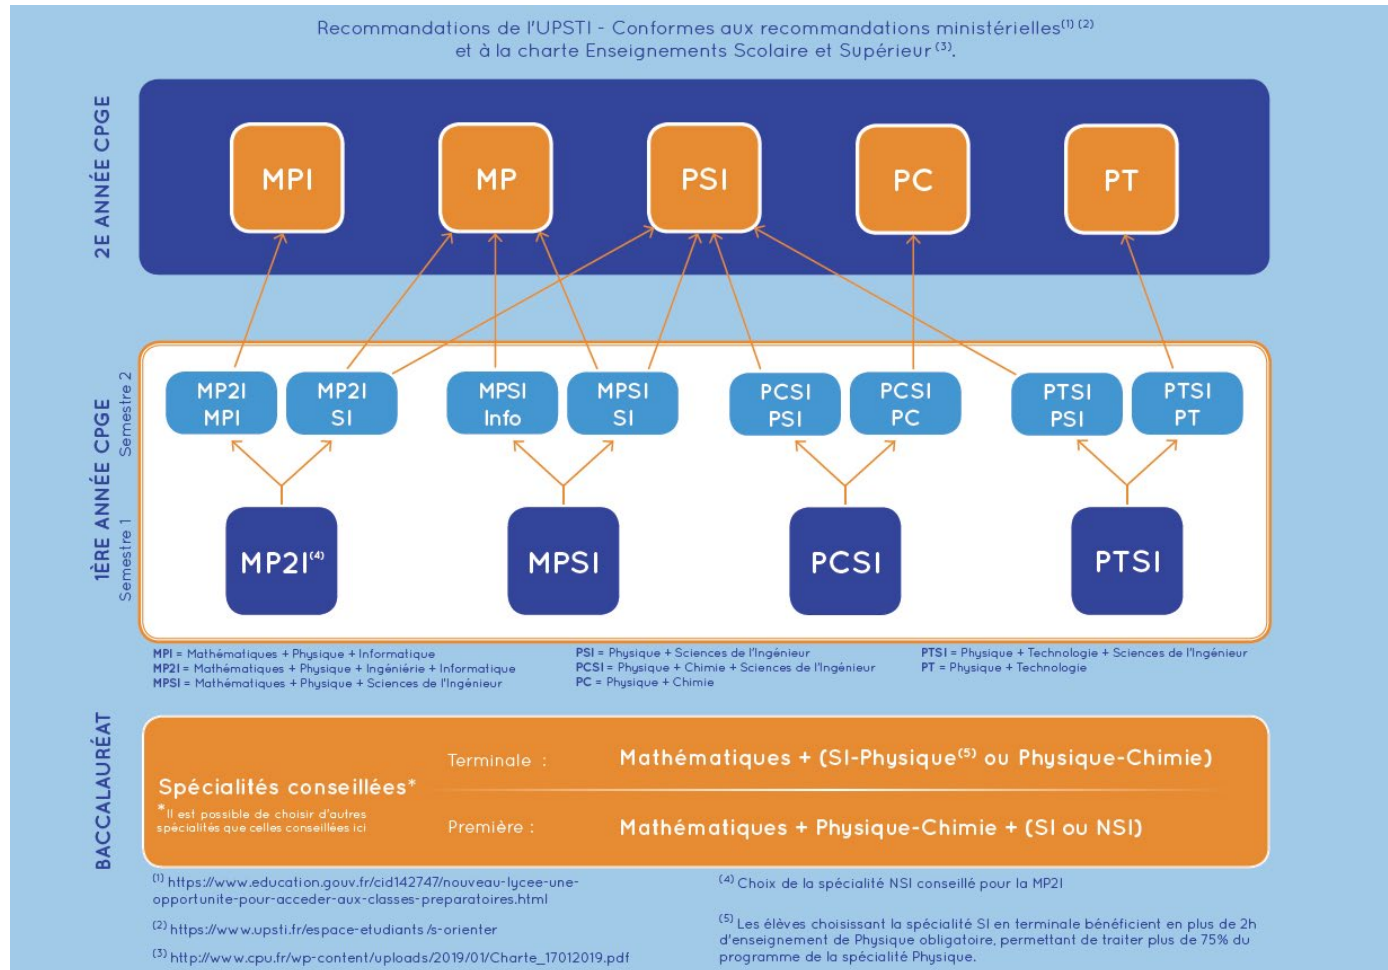 Recommandations de l'UPSTI - Conformes aux recommandations ministérielles(1) (2)
et à la charte Enseignements Scolaire et Supérieur (3).
2E ANNÉE CPGE
MPI
MP
PSI
PC
PT
1ÈRE ANNÉE CPGE
Semestre 2
MP2I
MPI
MP2I
SI
MPSI
Info
MPSI
SI
PCSI
PSI
PCSI
PC
PTSI
PSI
PTSI
PT
Semestre 1
MP2I(4)
MPSI
PCSI
PTSI
MPI = Mathématiques + Physique + Informatique
MP2I = Mathématiques + Physique + Ingéniérie + Informatique
MPSI = Mathématiques + Physique + Sciences de l'Ingénieur
PSI = Physique + Sciences de l'Ingénieur
PCSI = Physique + Chimie + Sciences de l'Ingénieur
PC = Physique + Chimie
PTSI = Physique + Technologie + Sciences de l'Ingénieur
PT = Physique + Technologie
BACCALAURÉAT
Spécialités conseillées*
*Il est possible de choisir d'autres
spécialités que celles conseillées ici
Terminale :
Mathématiques + (SI-Physique(5) ou Physique-Chimie)
Première :
Mathématiques + Physique-Chimie + (SI ou NSI)
(1) https://www.education.gouv.fr/cid142747/nouveau-lycee-une-
opportunite-pour-acceder-aux-classes-preparatoires.html
(2) https://www.upsti.fr/espace-etudiants /s-orienter
(3) http://www.cpu.fr/wp-content/uploads/2019/01/Charte_17012019.pdf
(4) Choix de la spécialité NSI conseillé pour la MP2I
(5) Les élèves choisissant la spécialité SI en terminale bénéficient en plus de 2h
d'enseignement de Physique obligatoire, permettant de traiter plus de 75% du
programme de la spécialité Physique.